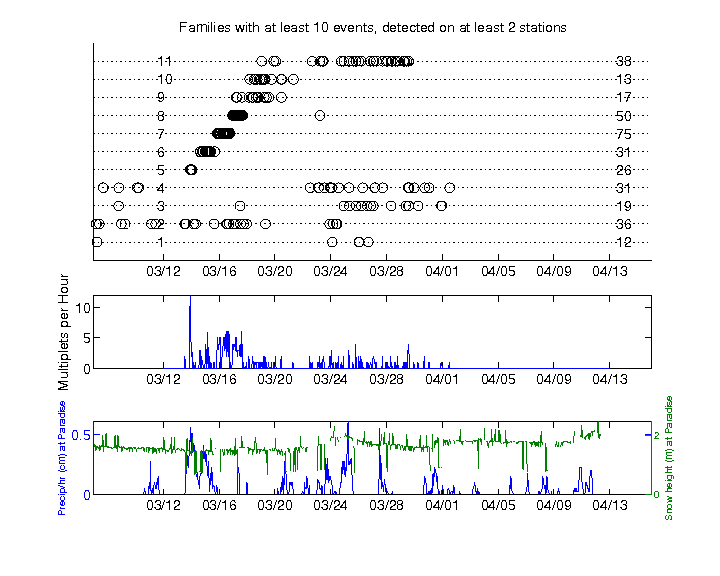 Families with at least 10 events, detected on at least 2 stations
11 38
10 13
9 17
8 50
7 75
6 31
5 26
4 31
3 19
2 36
1 12
03/12 03/16 03/20 03/24 03/28 04/01 04/05 04/09 04/13
Multiplets per Hour
10
5
0
03/12 03/16 03/20 03/24 03/28 04/01 04/05 04/09 04/13
Precip/hr (cm) at Paradise
0.5
0
2
0
Snow height (m) at Paradise
03/12 03/16 03/20 03/24 03/28 04/01 04/05 04/09 04/13